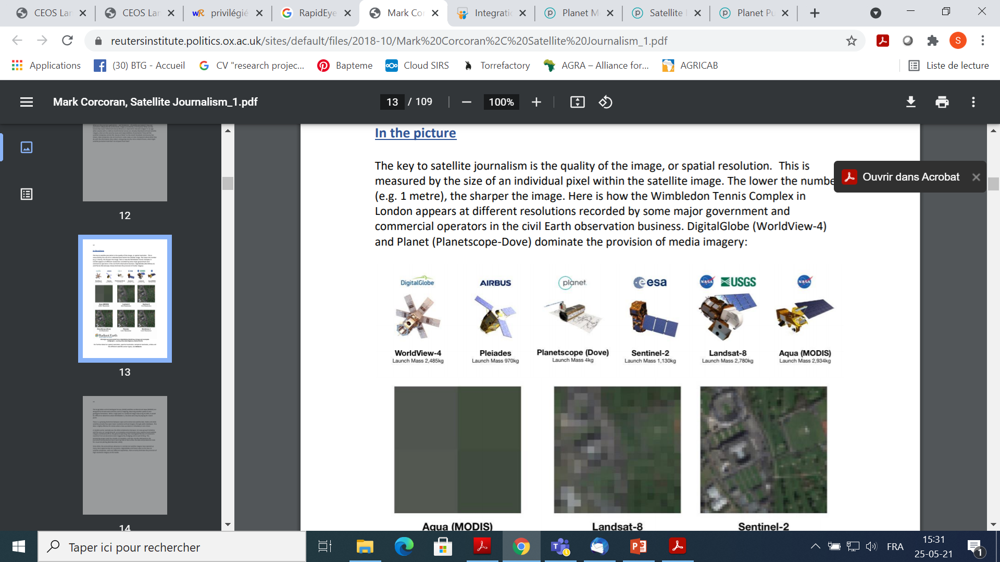 CEOS Lar
CEOS Lar
privilégié
RapidEye
Mark Co
Integrati
Planet M
Satellite
Planet Pu
reutersinstitute.politics.ox.ac.uk/sites/default/files/2018-10/Mark%20Corcoran%2C%20Satellite%20Journalism_1.pdf
S
Applications
(30) BTG - Accueil
CV "research projec...
Bapteme
Cloud SIRS
Torrefactory
AGRA – Alliance for...
AGRICAB
Liste de lecture
Mark Corcoran, Satellite Journalism_1.pdf
13 / 109
100%
12
13
14
In the picture
The key to satellite journalism is the quality of the image, or spatial resolution. This is
measured by the size of an individual pixel within the satellite image. The lower the numbe
(e.g. 1 metre), the sharper the image. Here is how the Wimbledon Tennis Complex in
London appears at different resolutions recorded by some major government and
commercial operators in the civil Earth observation business. DigitalGlobe (WorldView-4)
and Planet (Planetscope-Dove) dominate the provision of media imagery:
Ouvrir dans Acrobat
DigitalGlobe
AIRBUS
planet.
esa
NASA USGS
NASA
WorldView-4
Launch Mass 2,485kg
Pleiades
Launch Mass 970kg
Planetscope (Dove)
Launch Mass 4kg
Sentinel-2
Launch Mass 1,130kg
Landsat-8
Launch Mass 2,780kg
Aqua (MODIS)
Launch Mass 2,934kg
Aqua (MODIS)
Landsat-8
Sentinel-2
Taper ici pour rechercher
FRA
15:31
25-05-21
1